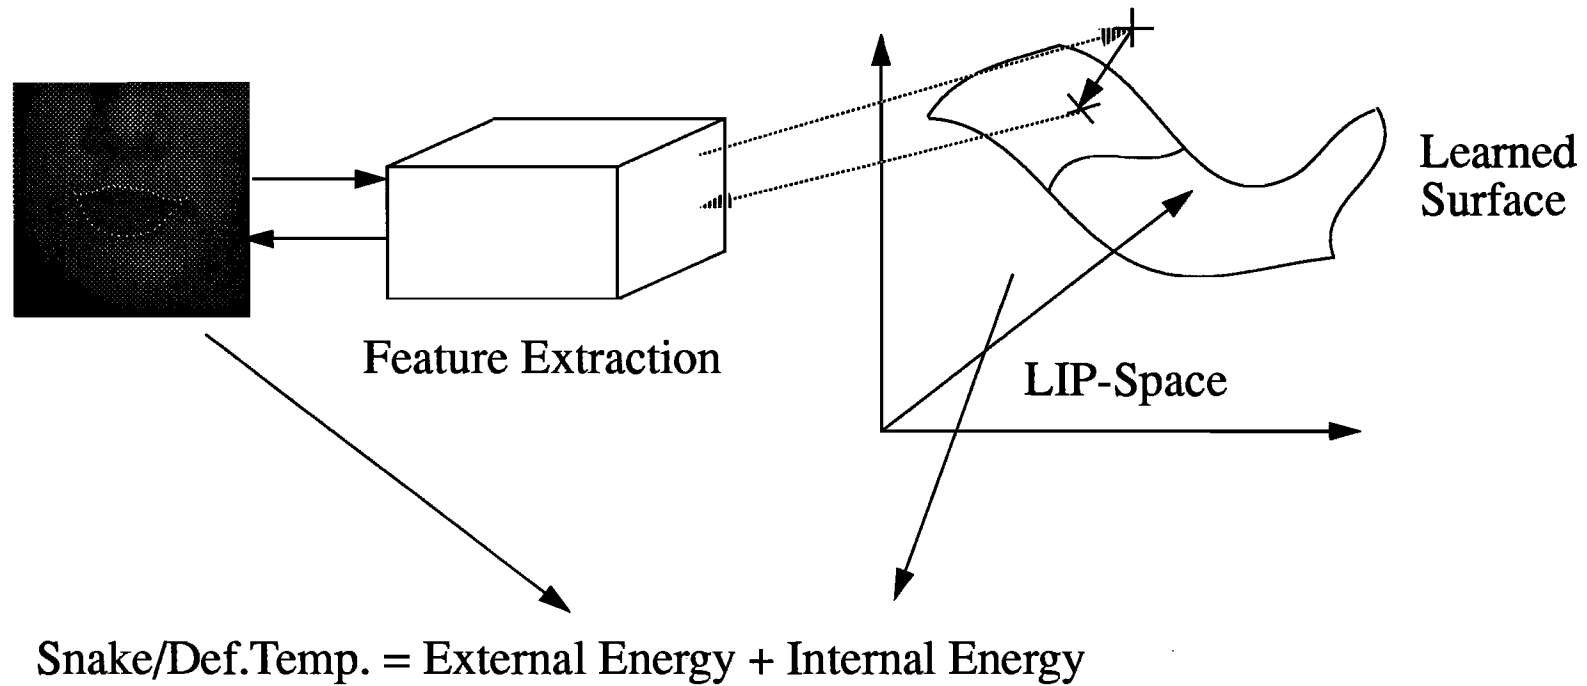 Learned
Surface
Feature Extraction
LIP-Space
Snake/Def.Temp. = External Energy + Internal Energy